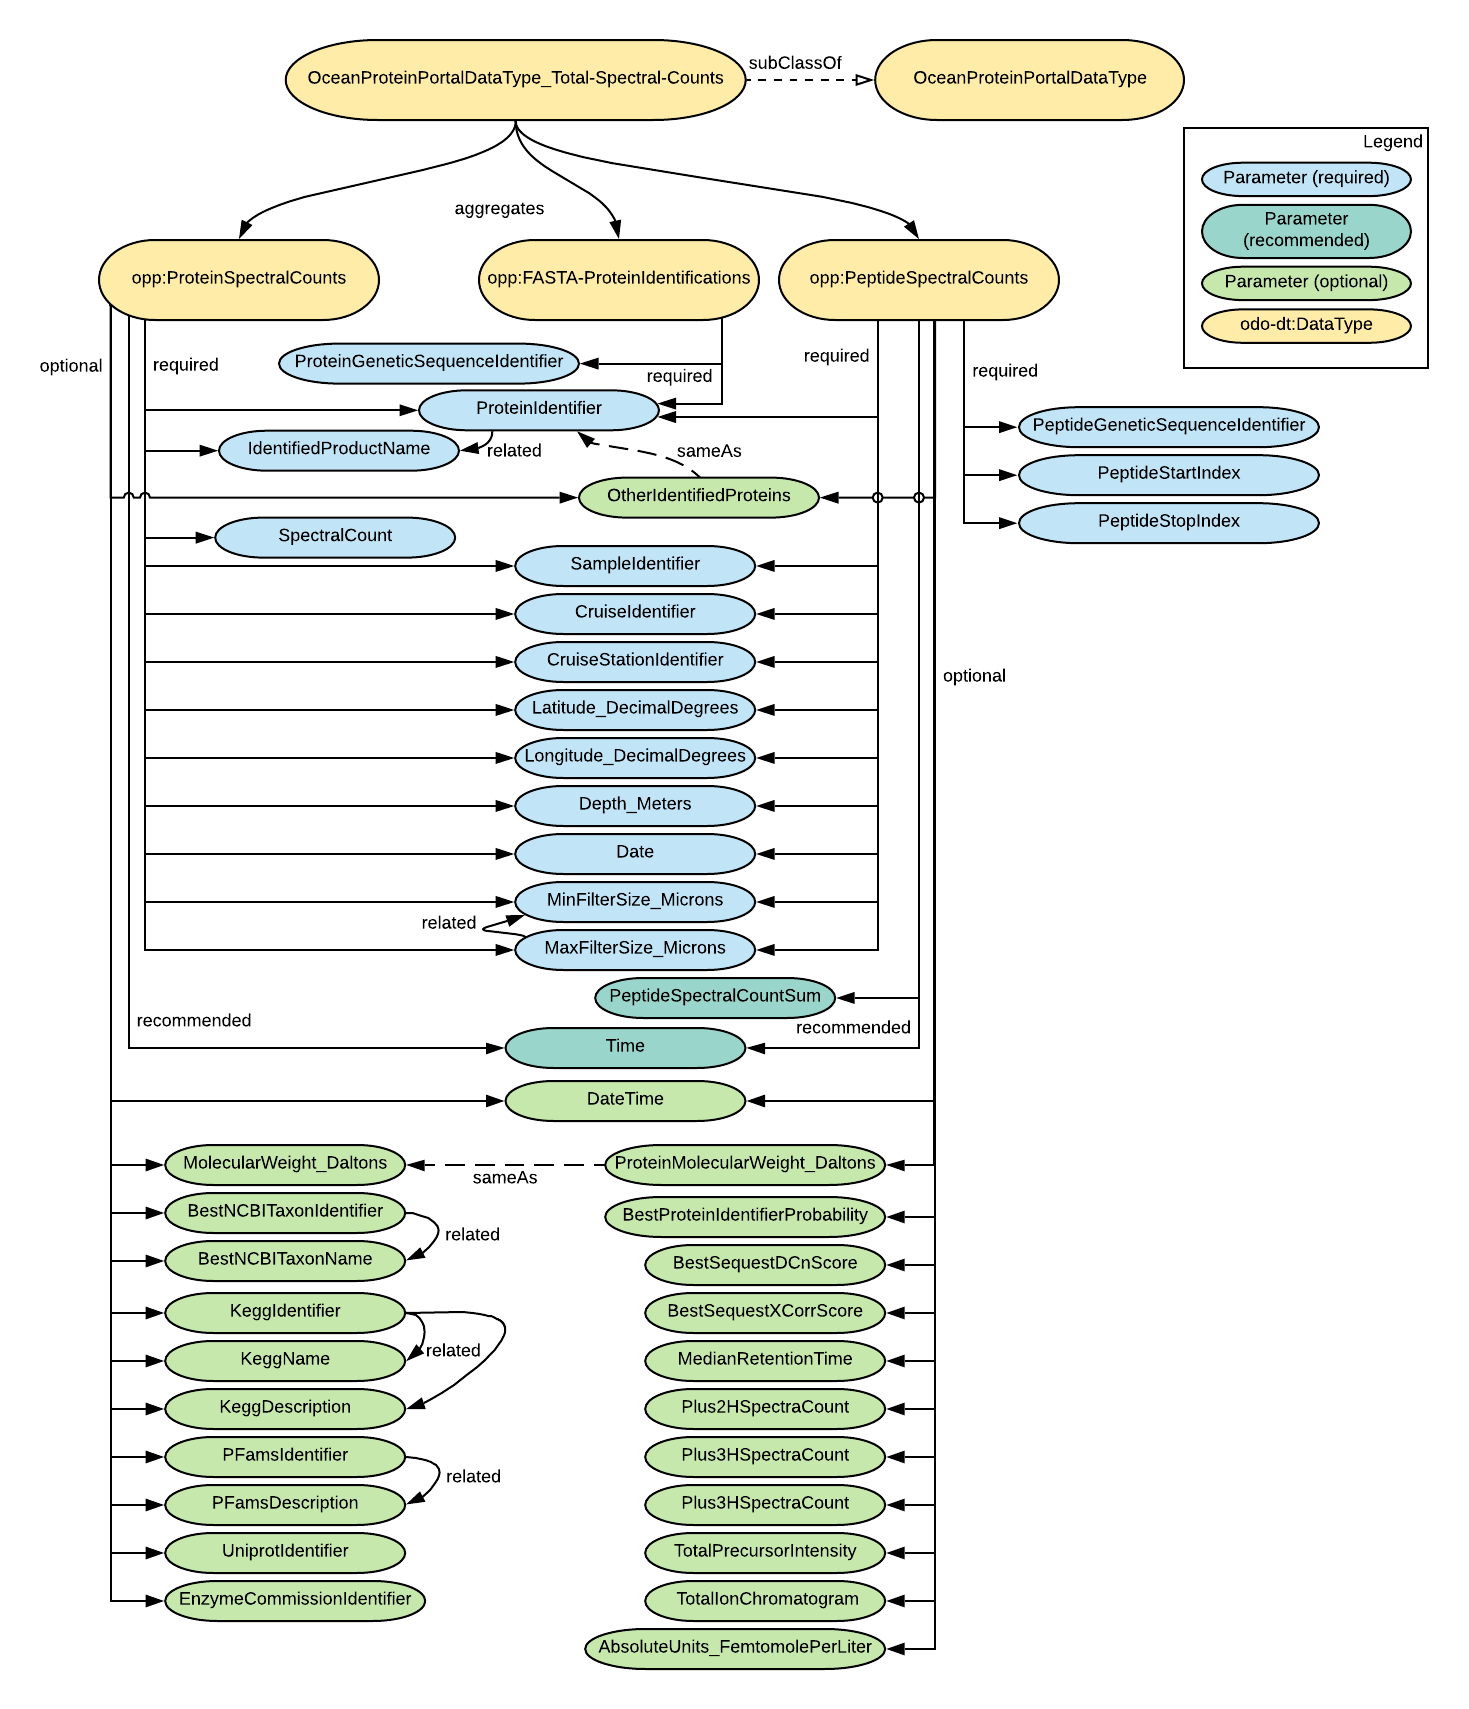 OceanProteinPortalDataType_Total-Spectral-Counts
subClassOf
OceanProteinPortalDataType
Legend
Parameter (required)
Parameter
(recommended)
Parameter (optional)
odo-dt:DataType
aggregates
opp:ProteinSpectralCounts
opp:FASTA-ProteinIdentifications
opp:PeptideSpectralCounts
optional
required
ProteinGeneticSequenceIdentifier
required
required
required
ProteinIdentifier
PeptideGeneticSequenceIdentifier
IdentifiedProductName
related
sameAs
PeptideStartIndex
OtherIdentifiedProteins
PeptideStopIndex
SpectralCount
SampleIdentifier
CruiseIdentifier
CruiseStationIdentifier
optional
Latitude_DecimalDegrees
Longitude_DecimalDegrees
Depth_Meters
Date
MinFilterSize_Microns
related
MaxFilterSize_Microns
PeptideSpectralCountSum
recommended
recommended
Time
DateTime
MolecularWeight_Daltons
sameAs
ProteinMolecularWeight_Daltons
BestNCBITaxonIdentifier
related
BestProteinIdentifierProbability
BestNCBITaxonName
BestSequestDCnScore
KeggIdentifier
BestSequestXCorrScore
related
KeggName
MedianRetentionTime
KeggDescription
Plus2HSpectraCount
PFamsIdentifier
related
Plus3HSpectraCount
PFamsDescription
Plus3HSpectraCount
UniprotIdentifier
TotalPrecursorIntensity
EnzymeCommissionIdentifier
TotalIonChromatogram
AbsoluteUnits_FemtomolePerLiter